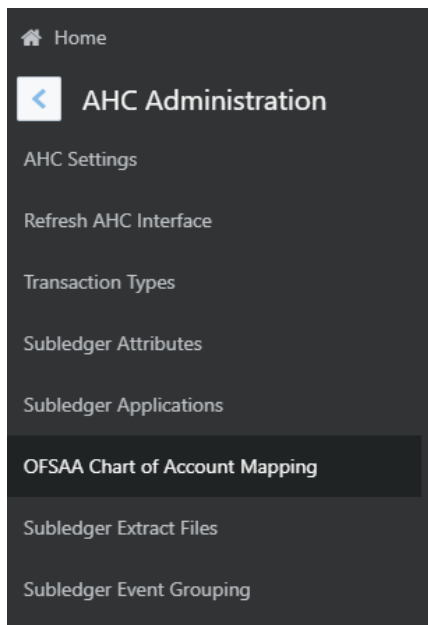 Home
AHC Administration
AHC Settings
Refresh AHC Interface
Transaction Types
Subledger Attributes
Subledger Applications
OFSAA Chart of Account Mapping
Subledger Extract Files
Subledger Event Grouping